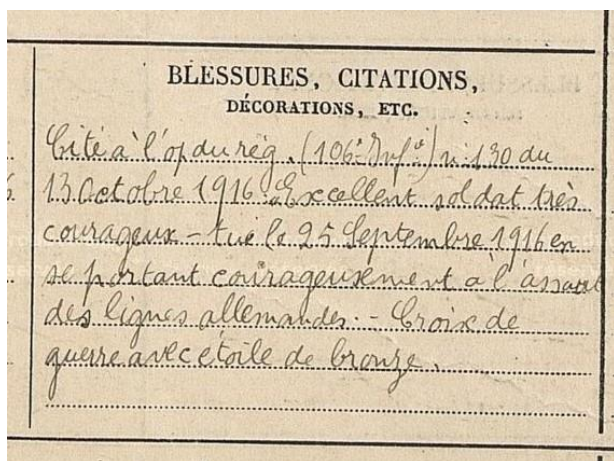 BLESSURES, CITATIONS,
DÉCORATIONS, ETC.
Cité à l'o/ du rég. (106e Infie) n° 130 du
13 Octobre 1916 "Excellent soldat très
courageux - tué le 25 Septembre 1916 en
se portant courageusement à l'assaut
des lignes allemandes. - Croix de
guerre avec étoile de bronze.